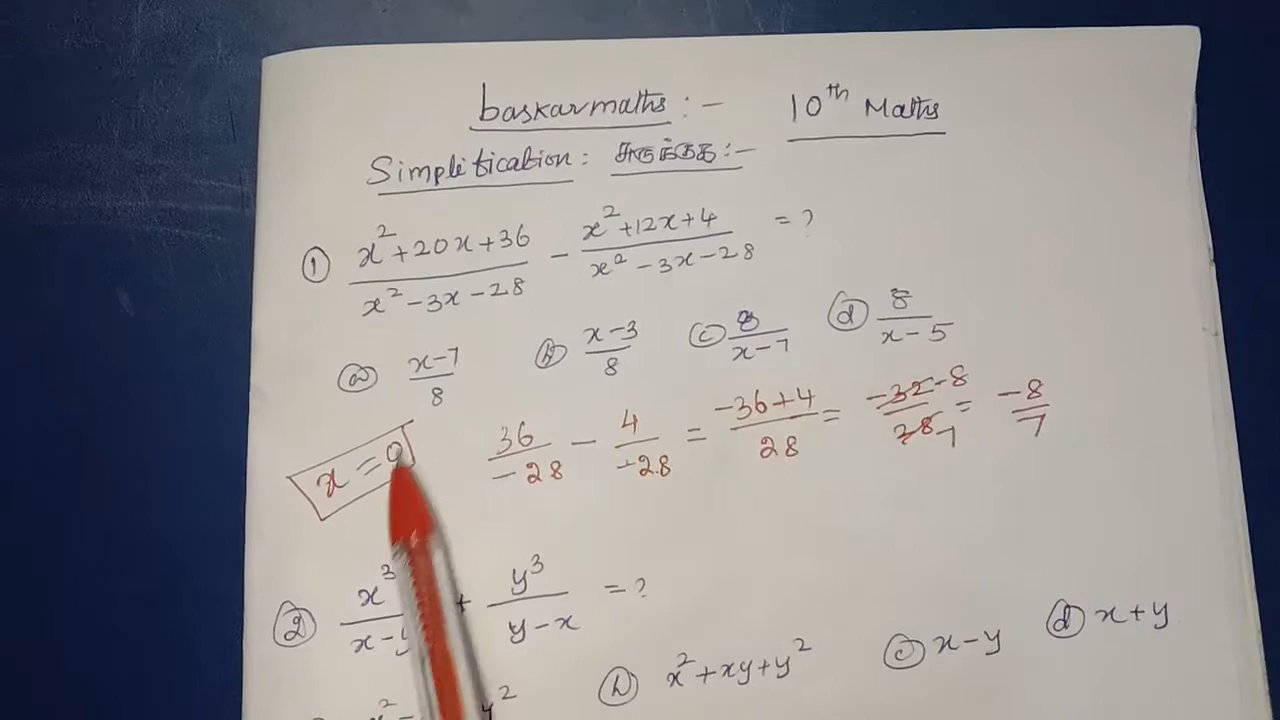 baskarmaths :- 10th Maths
Simplification : சுருக்குக :-
① (x²+20x+36)/(x²-3x-28) - (x²+12x+4)/(x²-3x-28) = ?
ⓐ (x-7)/8 ⓑ (x-3)/8 ⓒ 8/(x-7) ⓓ 8/(x-5)
x=0 36/-28 - 4/-28 = (-36+4)/28 = -32-8/28 7 = -8/7
② x³/(x-y) + y³/(y-x) = ?
ⓑ x²+xy+y² ⓒ x-y ⓓ x+y